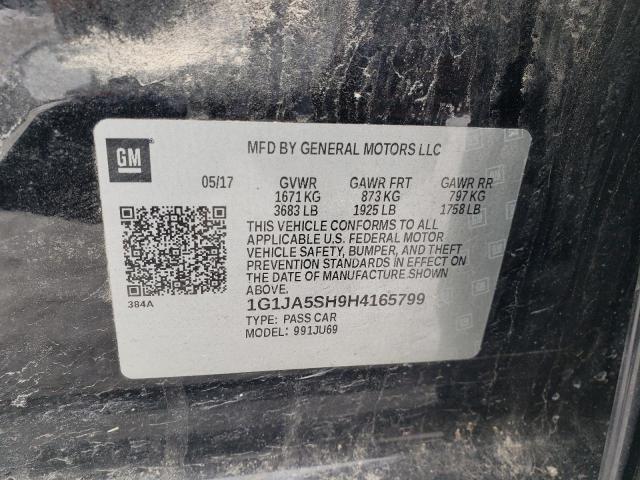 GM
MFD BY GENERAL MOTORS LLC
05/17 GVWR GAWR FRT GAWR RR
1671 KG 873 KG 797 KG
3683 LB 1925 LB 1758 LB
THIS VEHICLE CONFORMS TO ALL
APPLICABLE U.S. FEDERAL MOTOR
VEHICLE SAFETY, BUMPER, AND THEFT
PREVENTION STANDARDS IN EFFECT ON
THE DATE OF MANUFACTURE SHOWN
ABOVE.
384A
1G1JA5SH9H4165799
TYPE: PASS CAR
MODEL: 991JU69